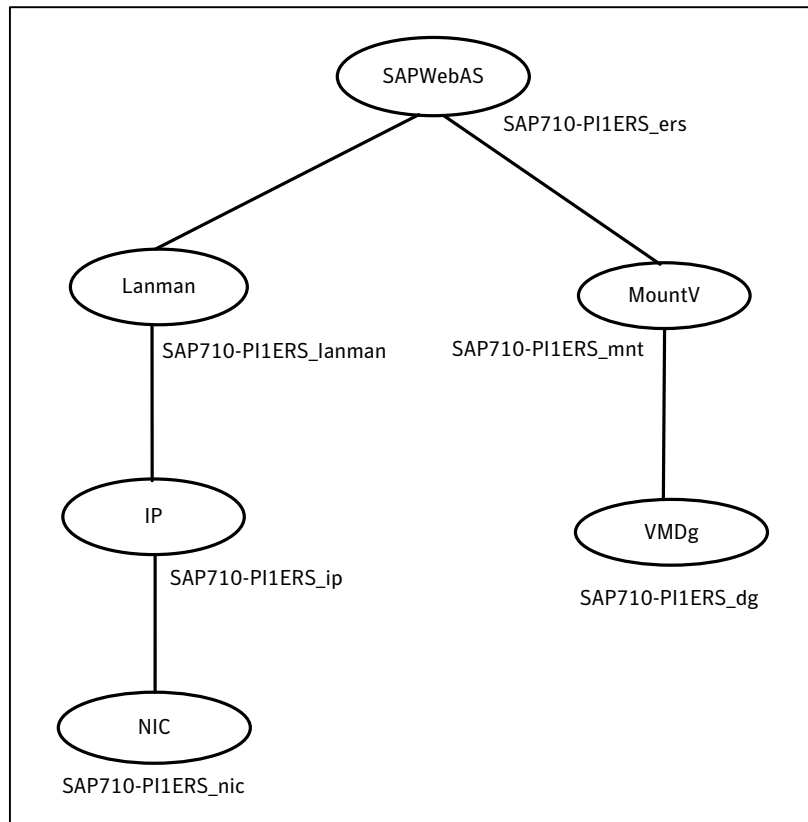 SAPWebAS
SAP710-PI1ERS_ers
Lanman
MountV
SAP710-PI1ERS_lanman
SAP710-PI1ERS_mnt
IP
VMDg
SAP710-PI1ERS_ip
SAP710-PI1ERS_dg
NIC
SAP710-PI1ERS_nic